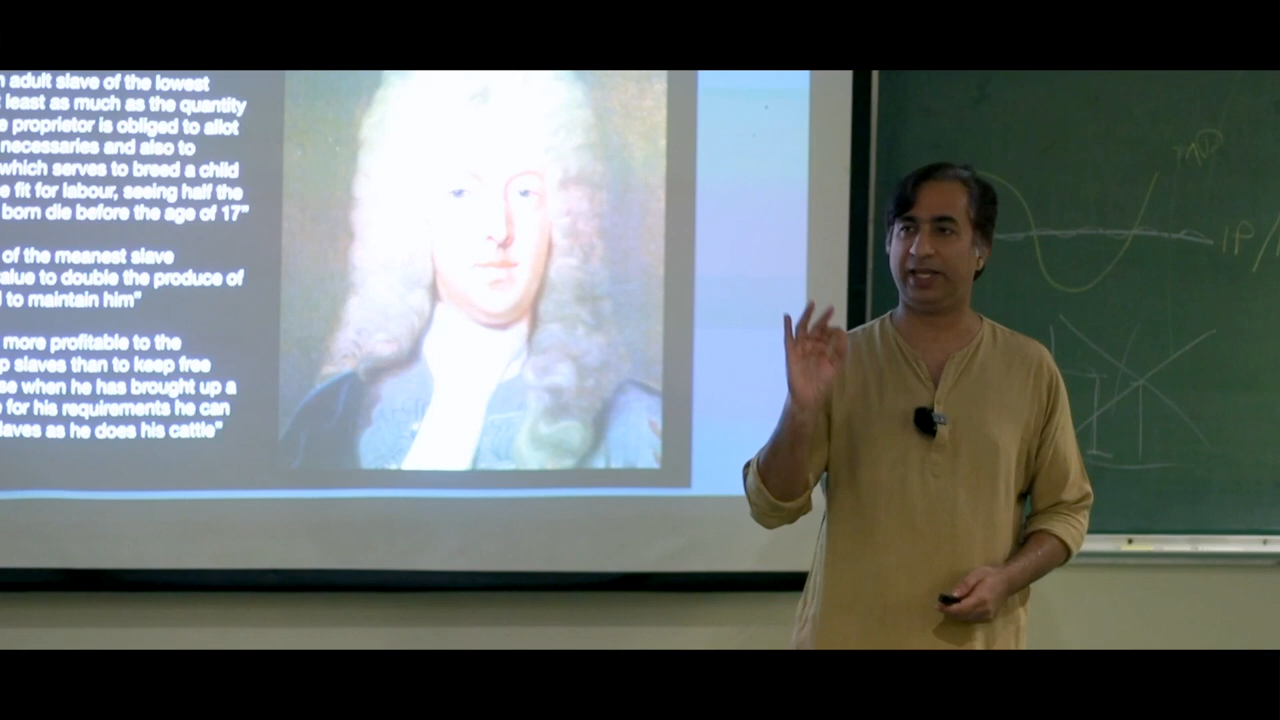 n adult slave of the lowest
least as much as the quantity
e proprietor is obliged to allot
necessaries and also to
which serves to breed a child
e fit for labour, seeing half the
born die before the age of 17"
of the meanest slave
alue to double the produce of
to maintain him"
more profitable to the
p slaves than to keep free
se when he has brought up a
for his requirements he can
laves as he does his cattle"